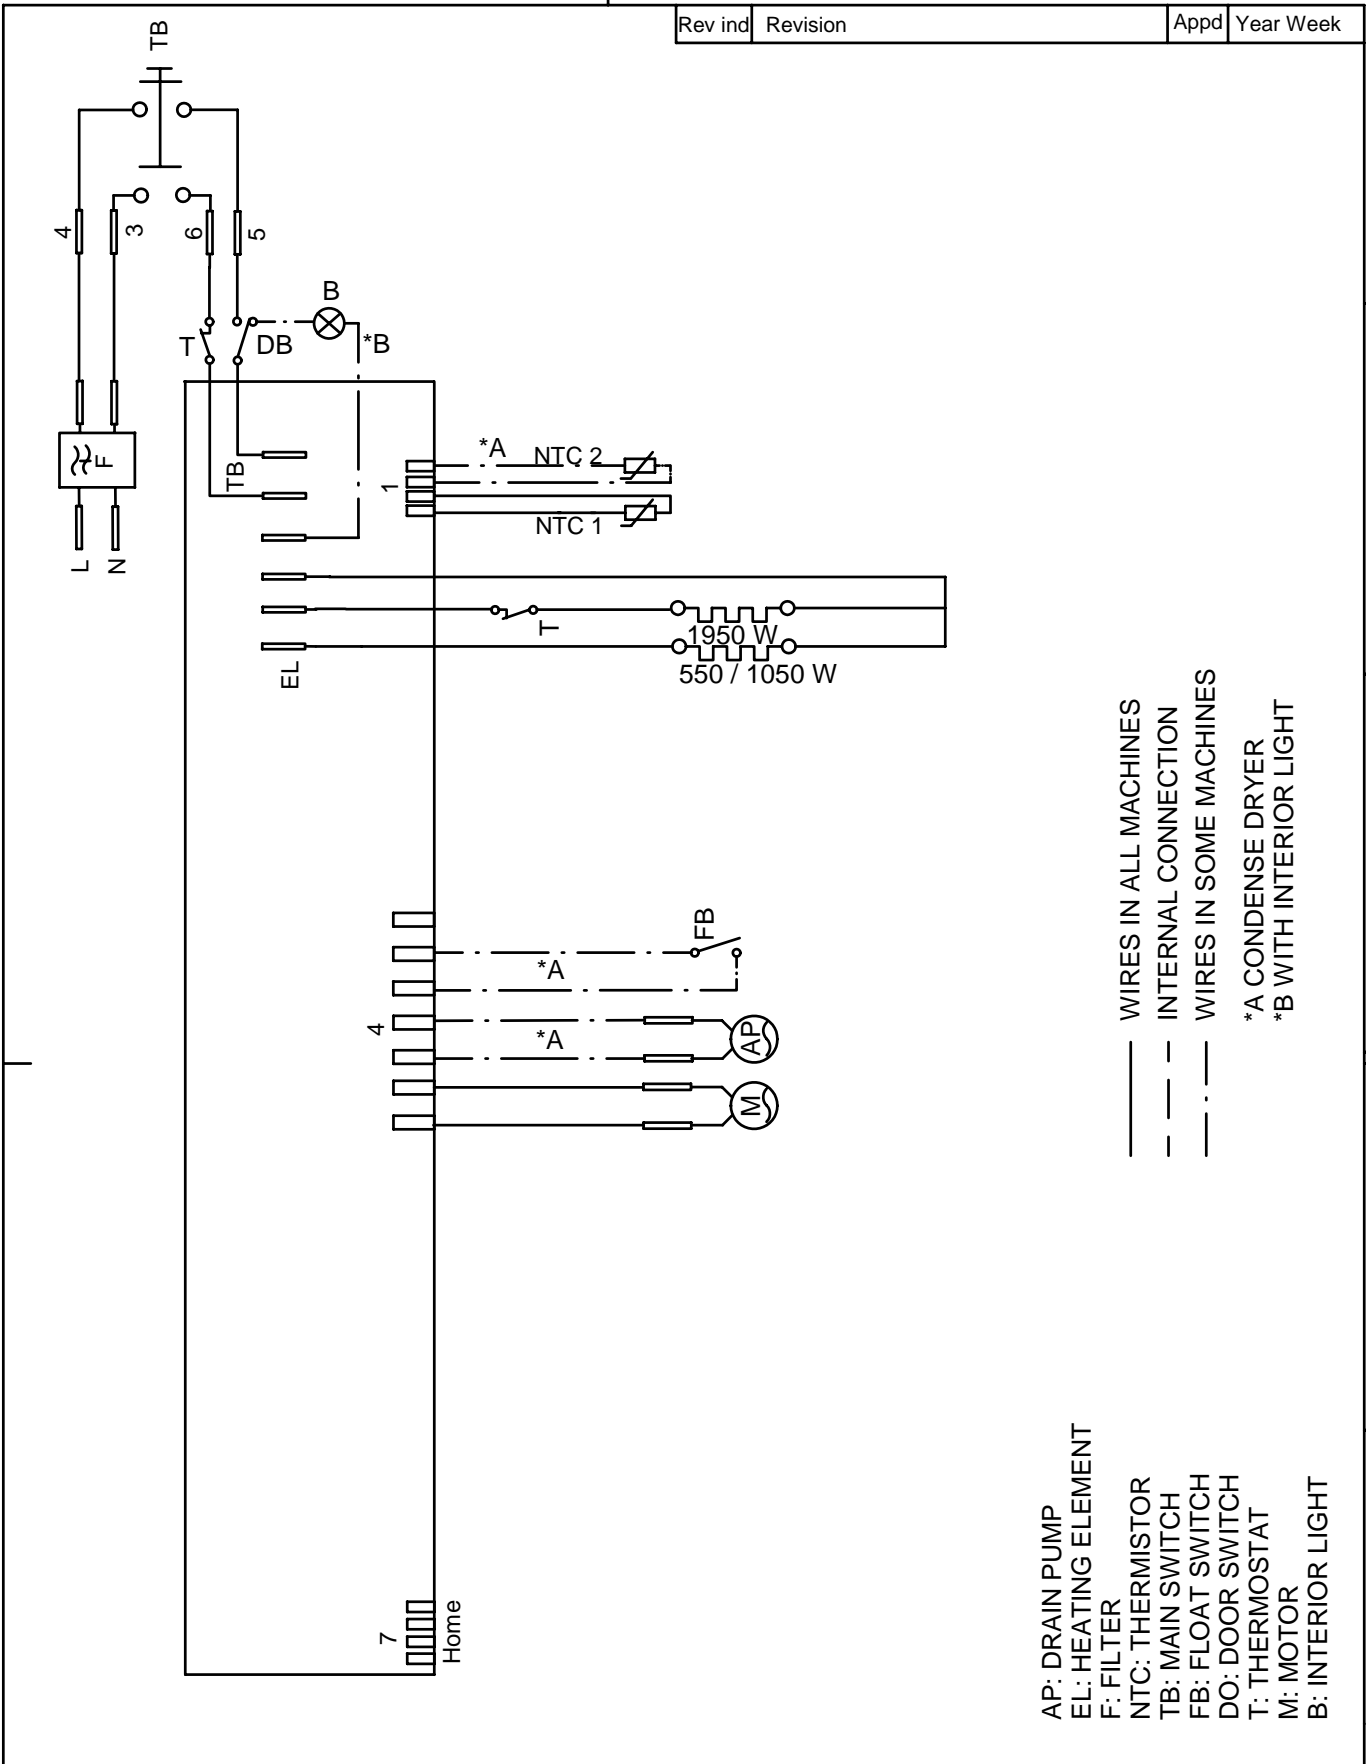 Rev ind Revision Appd Year Week
TB
4
3
6
5
B
T
DB
*B
F
L
N
TB
1
*A
NTC 2
NTC 1
T
1950 W
EL
550 / 1050 W
FB
*A
4
*A
AP
M
WIRES IN ALL MACHINES
INTERNAL CONNECTION
WIRES IN SOME MACHINES
*A CONDENSE DRYER
*B WITH INTERIOR LIGHT
7
Home
AP: DRAIN PUMP
EL: HEATING ELEMENT
F: FILTER
NTC: THERMISTOR
TB: MAIN SWITCH
FB: FLOAT SWITCH
DO: DOOR SWITCH
T: THERMOSTAT
M: MOTOR
B: INTERIOR LIGHT